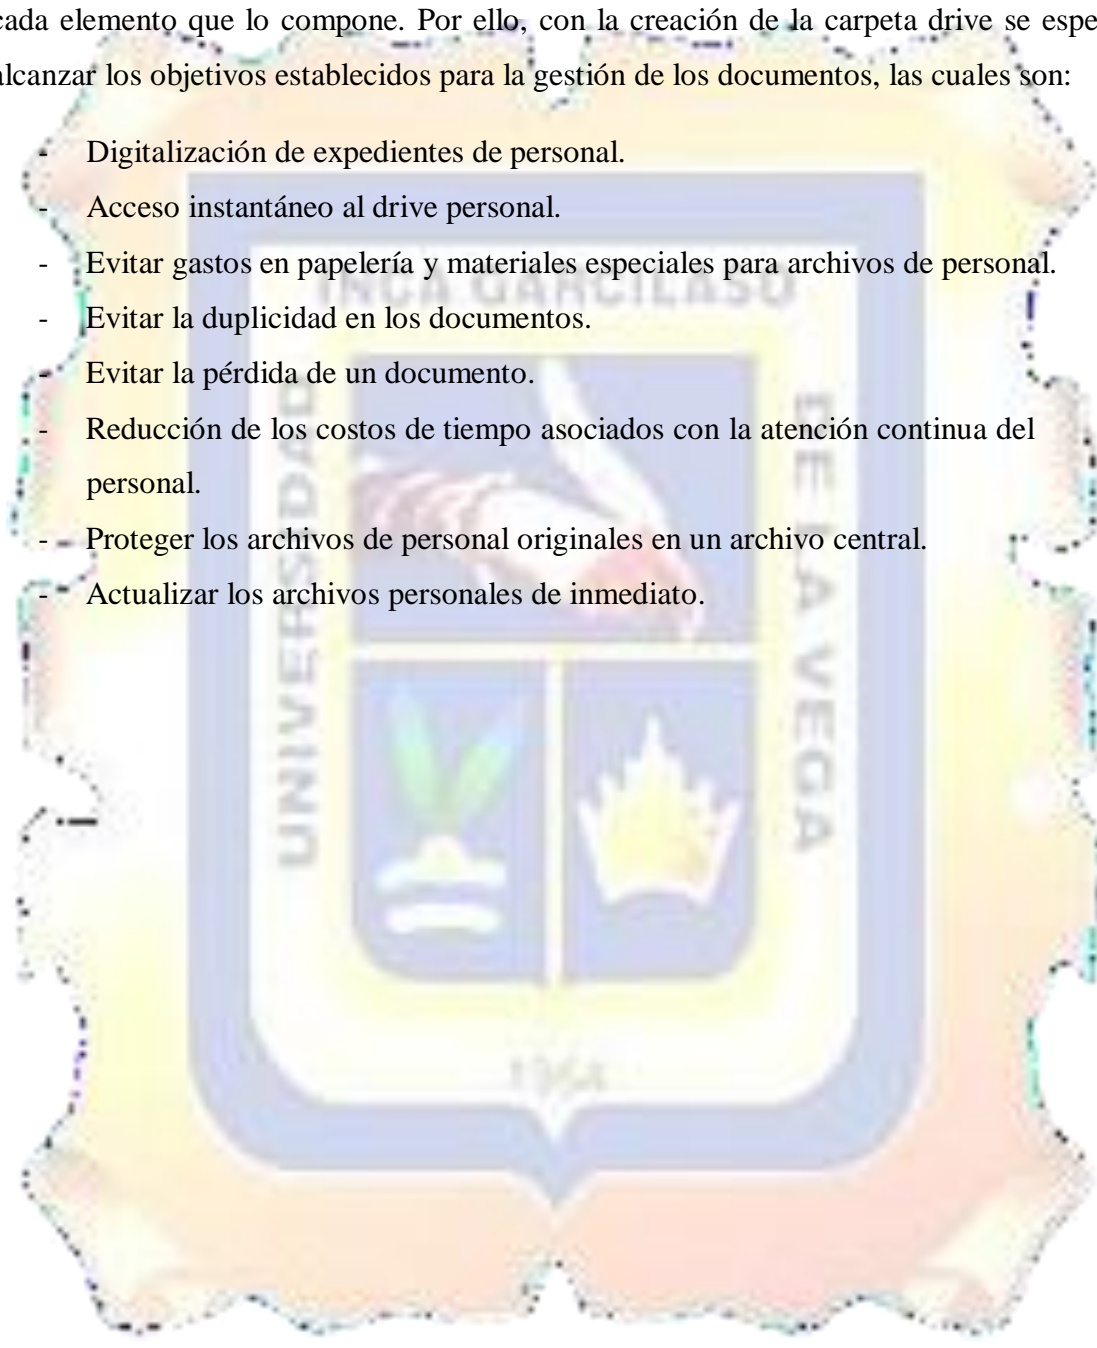 cada elemento que lo compone. Por ello, con la creación de la carpeta drive se espe
alcanzar los objetivos establecidos para la gestión de los documentos, las cuales son:
- Digitalización de expedientes de personal.
- Acceso instantáneo al drive personal.
- Evitar gastos en papelería y materiales especiales para archivos de personal.
- Evitar la duplicidad en los documentos.
- Evitar la pérdida de un documento.
- Reducción de los costos de tiempo asociados con la atención continua del
personal.
- Proteger los archivos de personal originales en un archivo central.
- Actualizar los archivos personales de inmediato.
UNIVERSIDAD
INCA GARCILASO
DE LA VEGA
1964